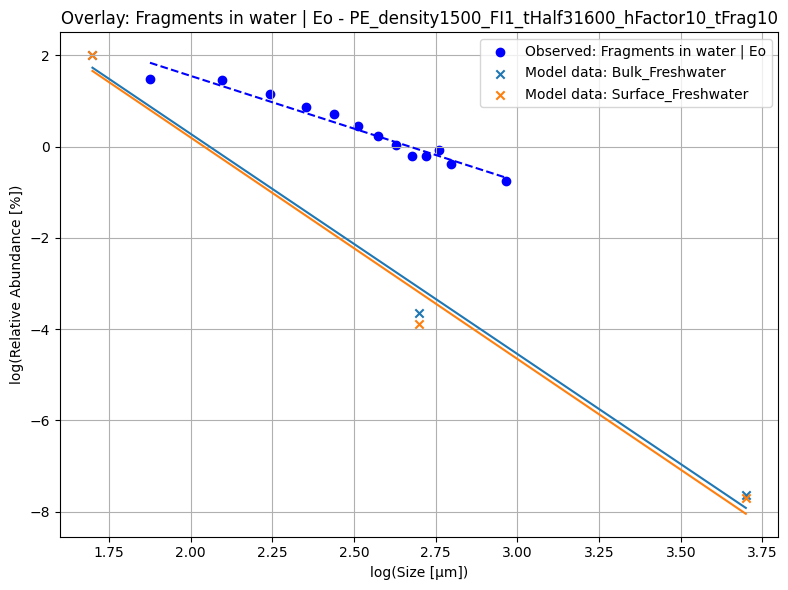 Overlay: Fragments in water | Eo - PE_density1500_FI1_tHalf31600_hFactor10_tFrag10
Observed: Fragments in water | Eo
Model data: Bulk_Freshwater
Model data: Surface_Freshwater
log(Relative Abundance [%])
2
0
−2
−4
−6
−8
1.75
2.00
2.25
2.50
2.75
3.00
3.25
3.50
3.75
log(Size [µm])